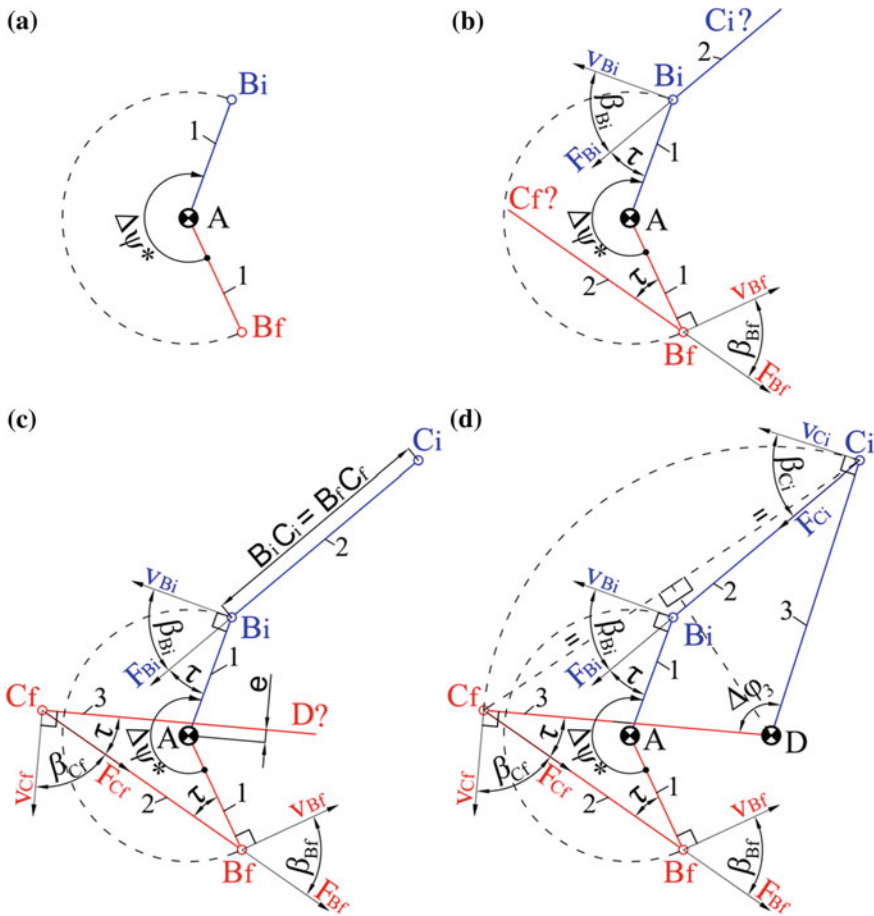 (a)
Bi
1
A
Δψ*
1
Bf
(b)
Ci?
2
vBi
Bi
βBi
FBi
τ
1
Cf?
A
Δψ*
τ
2
1
vBf
Bf
βBf
FBf
(c)
Ci
BiCi = BfCf
2
vBi
Bi
βBi
FBi
τ
1
e
Cf
3
D?
A
τ
Δψ*
βCf
FCf
vCf
2
τ
1
vBf
Bf
βBf
FBf
(d)
vCi
Ci
βCi
FCi
=
2
vBi
Bi
3
βBi
FBi
τ
1
=
Δφ3
Cf
3
A
D
τ
Δψ*
βCf
FCf
vCf
2
τ
1
vBf
Bf
βBf
FBf